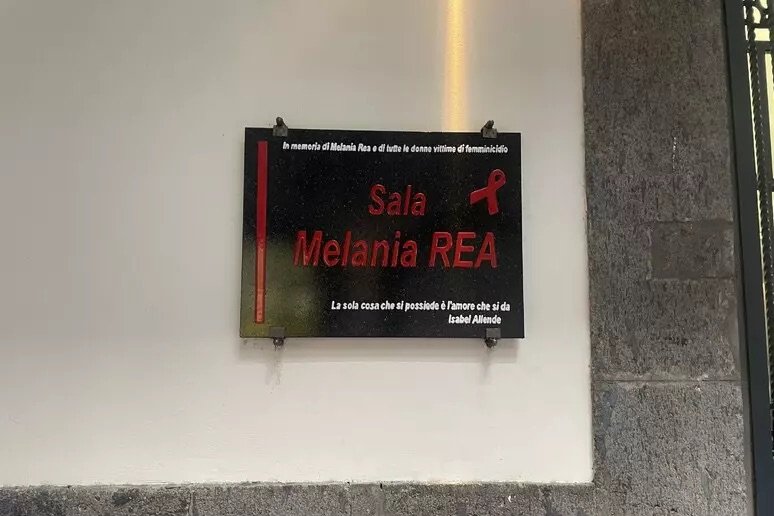 In memoria di Melania Rea e di tutte le donne vittime di femminicidio
Sala
Melania REA
La sola cosa che si possiede è l'amore che si da
Isabel Allende